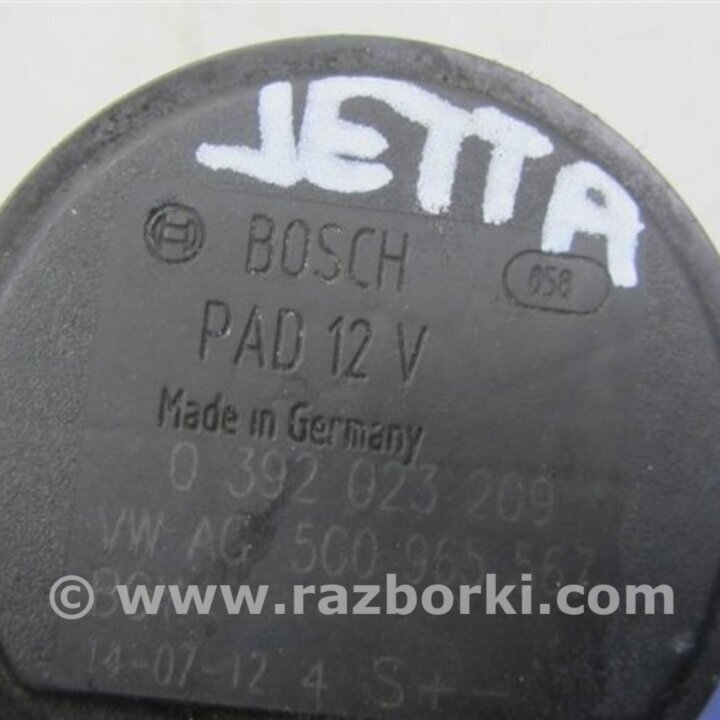 JETTA
BOSCH 058
PAD 12 V
Made in Germany
0 392 023 209
VW AG 5C0 965 567
© www.razborki.com
14-07-12 4 S + -